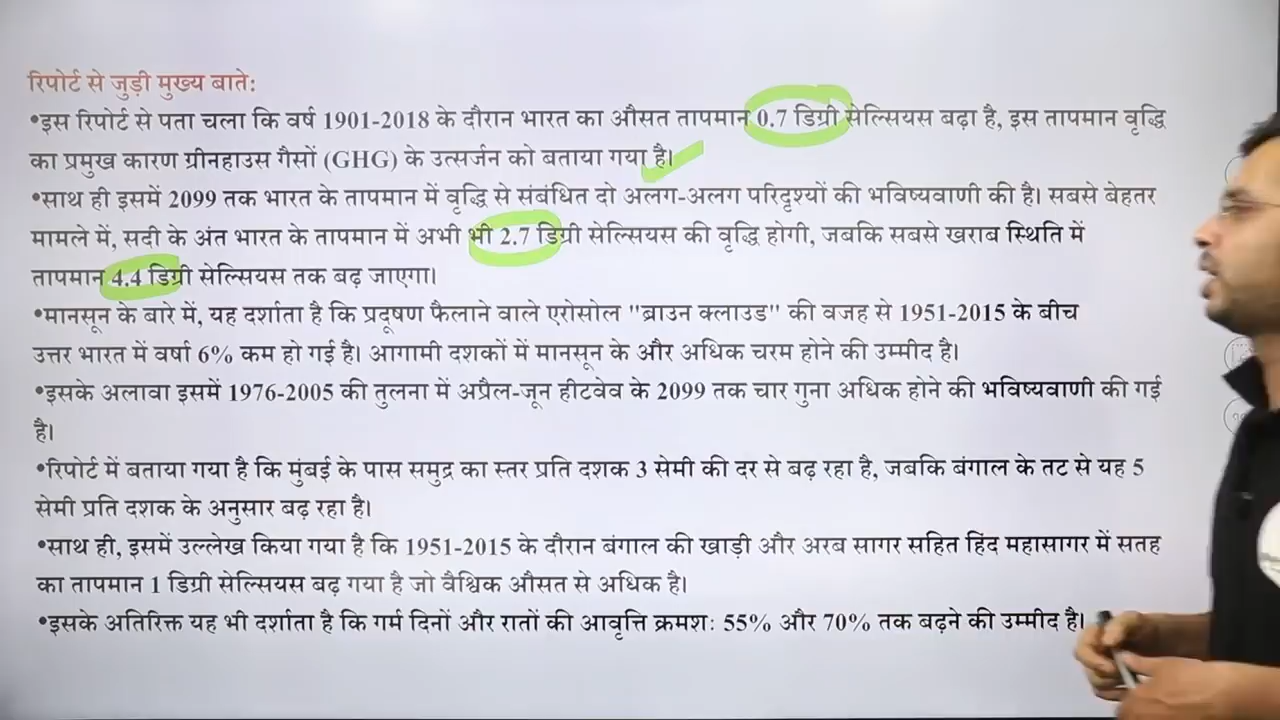 रिपोर्ट से जुड़ी मुख्य बाते:
•इस रिपोर्ट से पता चला कि वर्ष 1901-2018 के दौरान भारत का औसत तापमान 0.7 डिग्री सेल्सियस बढ़ा है, इस तापमान वृद्धि
का प्रमुख कारण ग्रीनहाउस गैसों (GHG) के उत्सर्जन को बताया गया है।
•साथ ही इसमें 2099 तक भारत के तापमान में वृद्धि से संबंधित दो अलग-अलग परिदृश्यों की भविष्यवाणी की है। सबसे बेहतर
मामले में, सदी के अंत भारत के तापमान में अभी भी 2.7 डिग्री सेल्सियस की वृद्धि होगी, जबकि सबसे खराब स्थिति में
तापमान 4.4 डिग्री सेल्सियस तक बढ़ जाएगा।
•मानसून के बारे में, यह दर्शाता है कि प्रदूषण फैलाने वाले एरोसोल "ब्राउन क्लाउड" की वजह से 1951-2015 के बीच
उत्तर भारत में वर्षा 6% कम हो गई है। आगामी दशकों में मानसून के और अधिक चरम होने की उम्मीद है।
•इसके अलावा इसमें 1976-2005 की तुलना में अप्रैल-जून हीटवेव के 2099 तक चार गुना अधिक होने की भविष्यवाणी की गई
है।
•रिपोर्ट में बताया गया है कि मुंबई के पास समुद्र का स्तर प्रति दशक 3 सेमी की दर से बढ़ रहा है, जबकि बंगाल के तट से यह 5
सेमी प्रति दशक के अनुसार बढ़ रहा है।
•साथ ही, इसमें उल्लेख किया गया है कि 1951-2015 के दौरान बंगाल की खाड़ी और अरब सागर सहित हिंद महासागर में सतह
का तापमान 1 डिग्री सेल्सियस बढ़ गया है जो वैश्विक औसत से अधिक है।
•इसके अतिरिक्त यह भी दर्शाता है कि गर्म दिनों और रातों की आवृत्ति क्रमशः 55% और 70% तक बढ़ने की उम्मीद है।